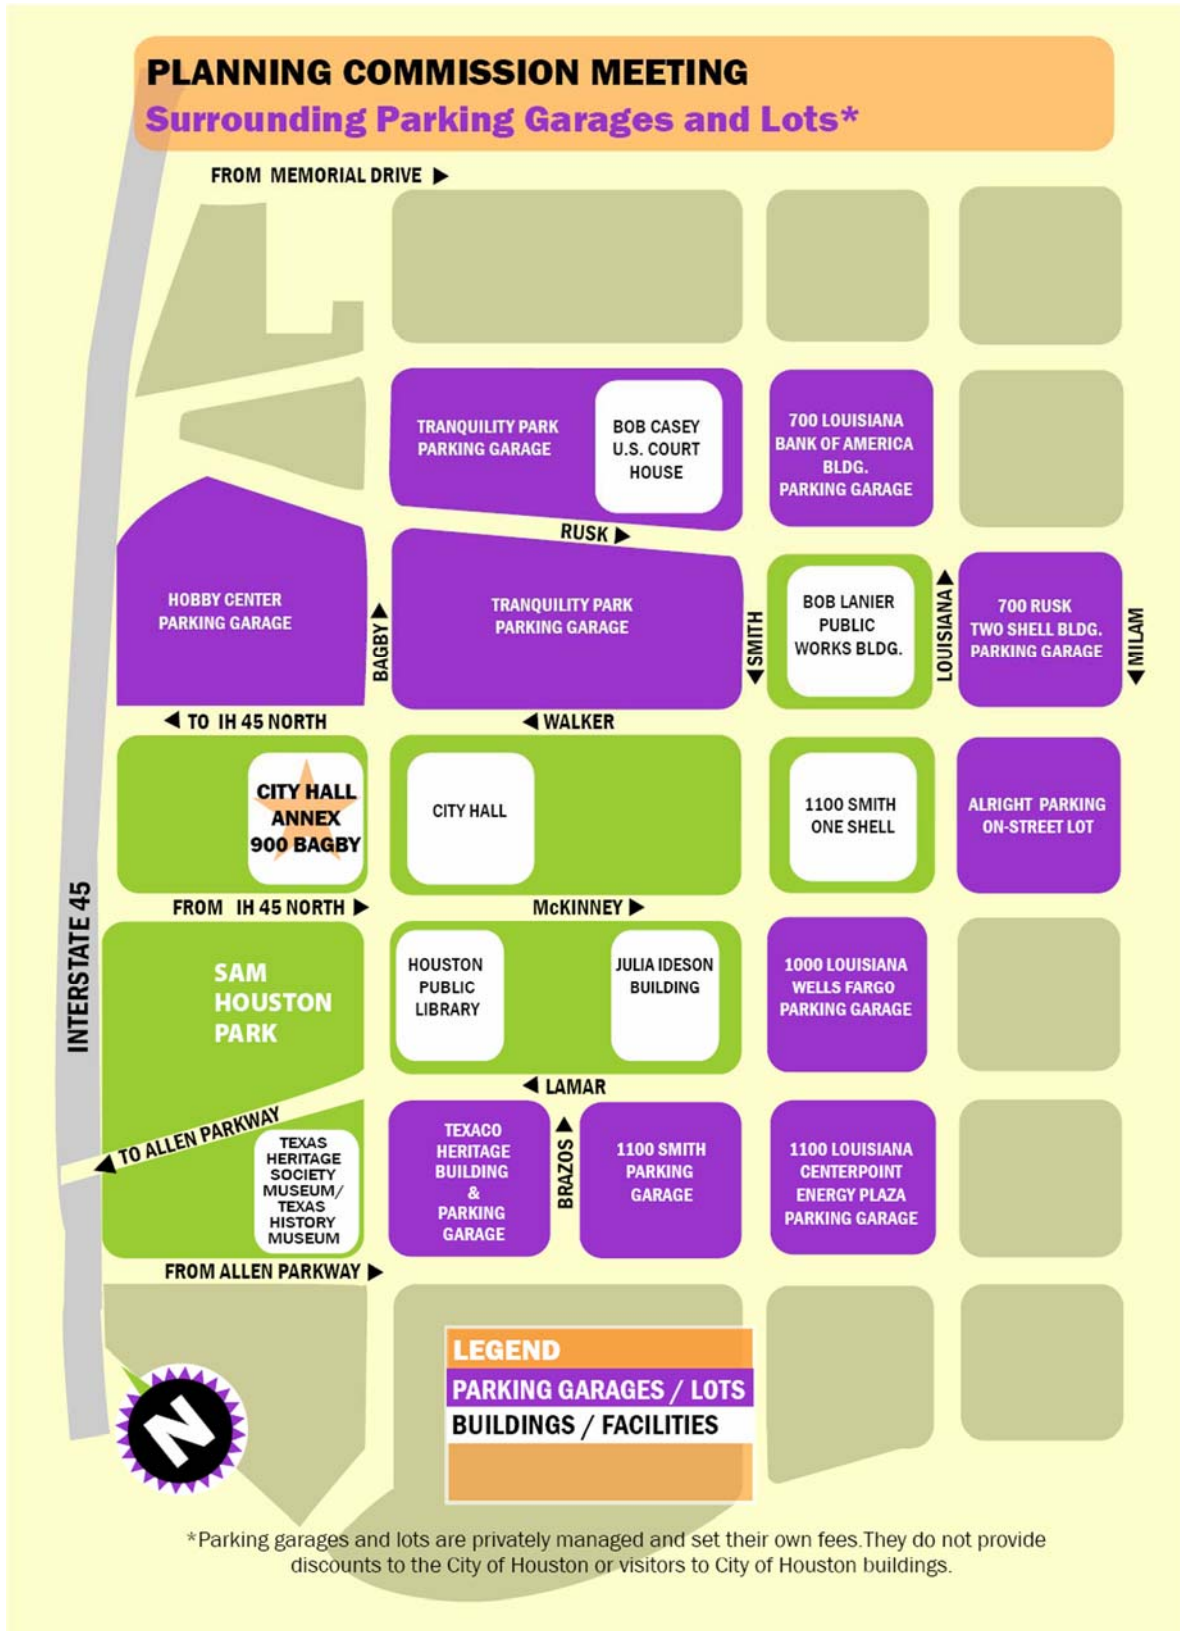 PLANNING COMMISSION MEETING
Surrounding Parking Garages and Lots*
FROM MEMORIAL DRIVE
TRANQUILITY PARK
PARKING GARAGE
BOB CASEY
U.S. COURT
HOUSE
700 LOUISIANA
BANK OF AMERICA
BLDG.
PARKING GARAGE
RUSK
HOBBY CENTER
PARKING GARAGE
BAGBY
TRANQUILITY PARK
PARKING GARAGE
SMITH
BOB LANIER
PUBLIC
WORKS BLDG.
LOUISIANA
700 RUSK
TWO SHELL BLDG.
PARKING GARAGE
MILAM
TO IH 45 NORTH
WALKER
CITY HALL
ANNEX
900 BAGBY
CITY HALL
1100 SMITH
ONE SHELL
ALRIGHT PARKING
ON-STREET LOT
INTERSTATE 45
FROM IH 45 NORTH
McKINNEY
SAM
HOUSTON
PARK
HOUSTON
PUBLIC
LIBRARY
JULIA IDESON
BUILDING
1000 LOUISIANA
WELLS FARGO
PARKING GARAGE
LAMAR
TO ALLEN PARKWAY
TEXAS
HERITAGE
SOCIETY
MUSEUM/
TEXAS
HISTORY
MUSEUM
TEXACO
HERITAGE
BUILDING
&
PARKING
GARAGE
BRAZOS
1100 SMITH
PARKING
GARAGE
1100 LOUISIANA
CENTERPOINT
ENERGY PLAZA
PARKING GARAGE
FROM ALLEN PARKWAY
LEGEND
PARKING GARAGES / LOTS
BUILDINGS / FACILITIES
N
*Parking garages and lots are privately managed and set their own fees.They do not provide
discounts to the City of Houston or visitors to City of Houston buildings.